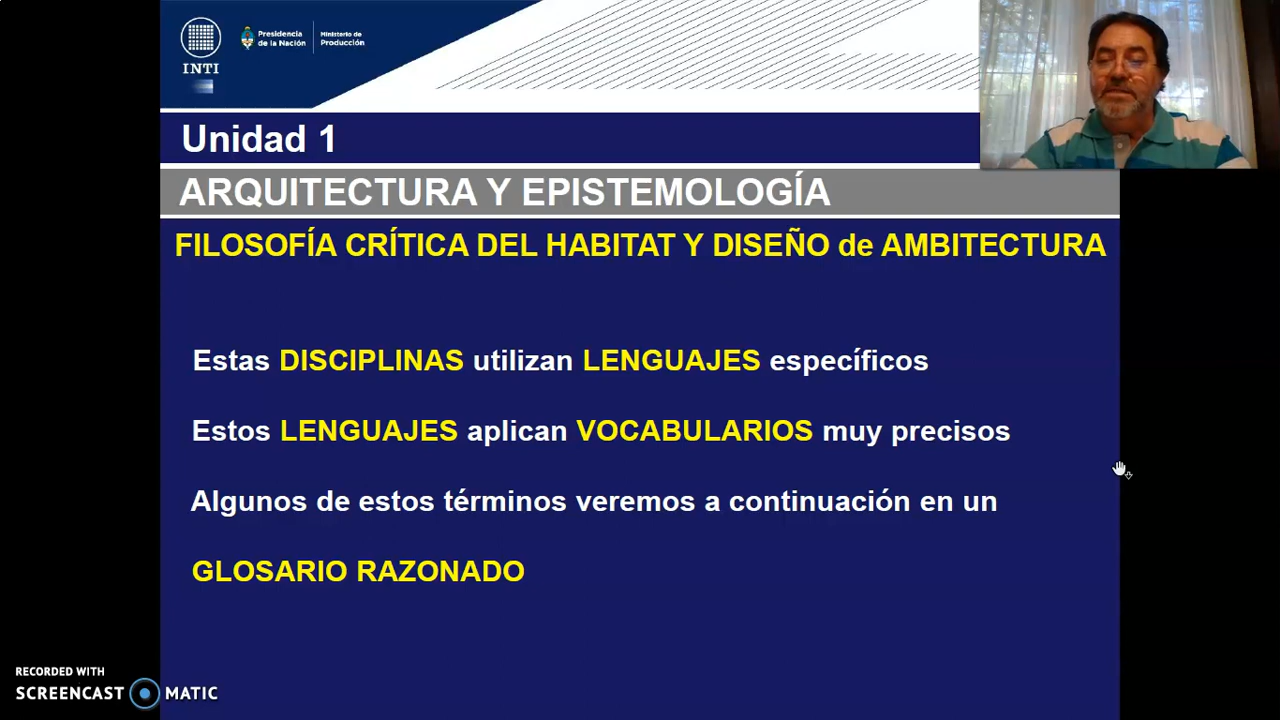 INTI
Presidencia
de la Nación
Ministerio de
Producción
Unidad 1
ARQUITECTURA Y EPISTEMOLOGÍA
FILOSOFÍA CRÍTICA DEL HABITAT Y DISEÑO de AMBITECTURA
Estas DISCIPLINAS utilizan LENGUAJES específicos
Estos LENGUAJES aplican VOCABULARIOS muy precisos
Algunos de estos términos veremos a continuación en un
GLOSARIO RAZONADO
RECORDED WITH
SCREENCAST MATIC